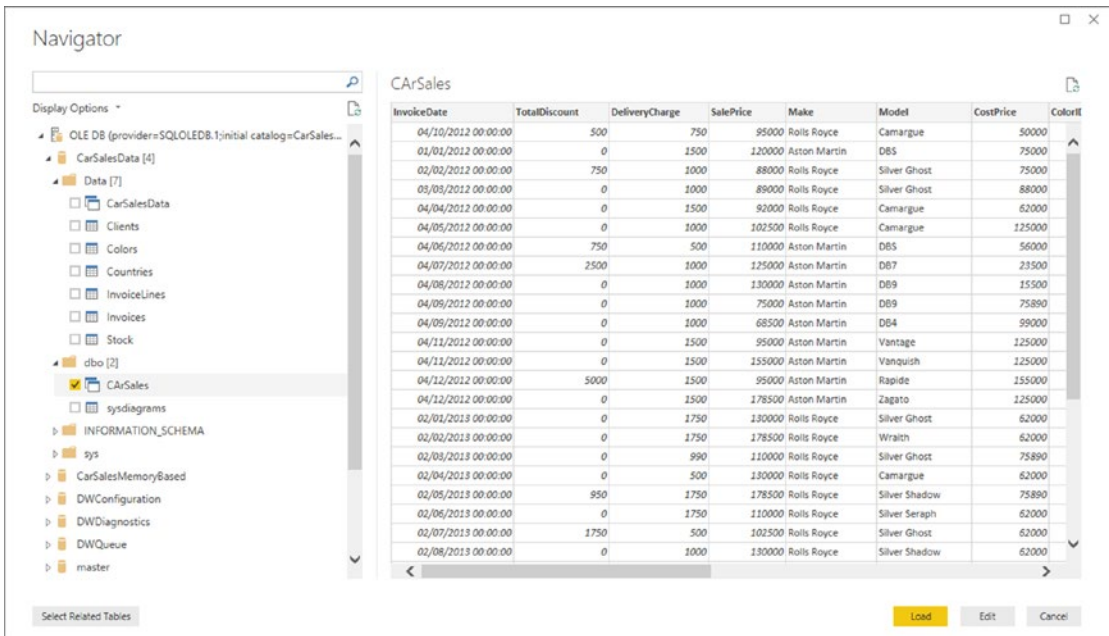 Navigator
Display Options
OLE DB (provider=SQLOLEDB.1;initial catalog=CarSales...
CarSalesData [4]
Data [7]
CarSalesData
Clients
Colors
Countries
InvoiceLines
Invoices
Stock
dbo [2]
CArSales
sysdiagrams
INFORMATION_SCHEMA
sys
CarSalesMemoryBased
DWConfiguration
DWDiagnostics
DWQueue
master
CArSales
InvoiceDate TotalDiscount DeliveryCharge SalePrice Make Model CostPrice ColorID
04/10/2012 00:00:00 500 750 95000 Rolls Royce Camargue 50000
01/01/2012 00:00:00 0 1500 120000 Aston Martin DBS 75000
02/02/2012 00:00:00 750 1000 88000 Rolls Royce Silver Ghost 75000
03/03/2012 00:00:00 0 1000 89000 Rolls Royce Silver Ghost 88000
04/04/2012 00:00:00 0 1500 92000 Rolls Royce Camargue 62000
04/05/2012 00:00:00 0 1000 102500 Rolls Royce Camargue 125000
04/06/2012 00:00:00 750 500 110000 Aston Martin DBS 56000
04/07/2012 00:00:00 2500 1000 125000 Aston Martin DB7 23500
04/08/2012 00:00:00 0 1000 130000 Aston Martin DB9 15500
04/09/2012 00:00:00 0 1000 75000 Aston Martin DB9 75890
04/09/2012 00:00:00 0 1000 68500 Aston Martin DB4 99000
04/11/2012 00:00:00 0 1500 95000 Aston Martin Vantage 125000
04/11/2012 00:00:00 0 1500 155000 Aston Martin Vanquish 125000
04/12/2012 00:00:00 5000 1500 95000 Aston Martin Rapide 155000
04/12/2012 00:00:00 0 1500 178500 Aston Martin Zagato 125000
02/01/2013 00:00:00 0 1750 130000 Rolls Royce Silver Ghost 62000
02/02/2013 00:00:00 0 1750 178500 Rolls Royce Wraith 62000
02/03/2013 00:00:00 0 990 110000 Rolls Royce Silver Ghost 75890
02/04/2013 00:00:00 0 500 130000 Rolls Royce Camargue 62000
02/05/2013 00:00:00 950 1750 178500 Rolls Royce Silver Shadow 75890
02/06/2013 00:00:00 0 1750 110000 Rolls Royce Silver Seraph 62000
02/07/2013 00:00:00 1750 500 102500 Rolls Royce Silver Ghost 62000
02/08/2013 00:00:00 0 1000 130000 Rolls Royce Silver Shadow 62000
Select Related Tables
Load Edit Cancel